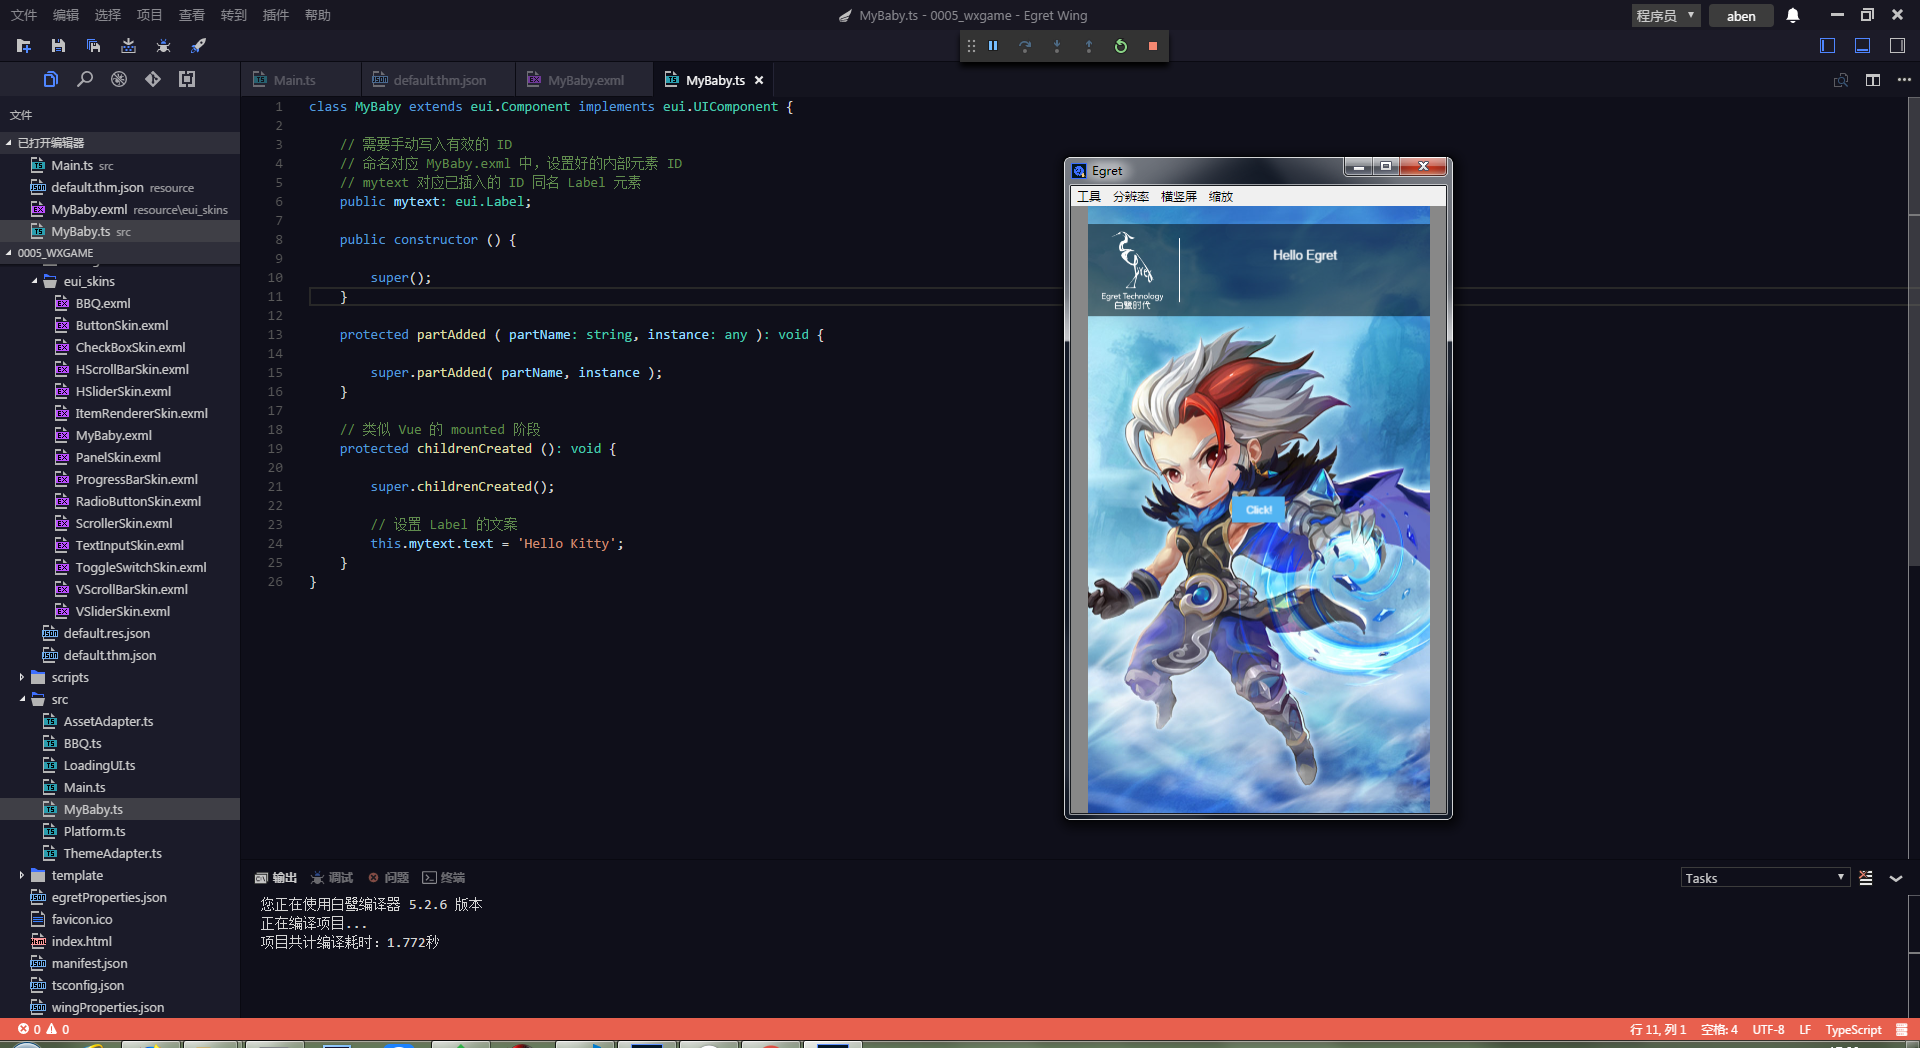 文件 编辑 选择 项目 查看 转到 插件 帮助
MyBaby.ts - 0005_wxgame - Egret Wing
程序员
aben
Main.ts
default.thm.json
MyBaby.exml
MyBaby.ts
文件
已打开编辑器
Main.ts src
default.thm.json resource
MyBaby.exml resource\eui_skins
MyBaby.ts src
0005_WXGAME
eui_skins
BBQ.exml
ButtonSkin.exml
CheckBoxSkin.exml
HScrollBarSkin.exml
HSliderSkin.exml
ItemRendererSkin.exml
MyBaby.exml
PanelSkin.exml
ProgressBarSkin.exml
RadioButtonSkin.exml
ScrollerSkin.exml
TextInputSkin.exml
ToggleSwitchSkin.exml
VScrollBarSkin.exml
VSliderSkin.exml
default.res.json
default.thm.json
scripts
src
AssetAdapter.ts
BBQ.ts
LoadingUI.ts
Main.ts
MyBaby.ts
Platform.ts
ThemeAdapter.ts
template
egretProperties.json
favicon.ico
index.html
manifest.json
tsconfig.json
wingProperties.json
1 class MyBaby extends eui.Component implements eui.UIComponent {
2
3 // 需要手动写入有效的 ID
4 // 命名对应 MyBaby.exml 中，设置好的内部元素 ID
5 // mytext 对应已插入的 ID 同名 Label 元素
6 public mytext: eui.Label;
7
8 public constructor () {
9
10 super();
11 }
12
13 protected partAdded ( partName: string, instance: any ): void {
14
15 super.partAdded( partName, instance );
16 }
17
18 // 类似 Vue 的 mounted 阶段
19 protected childrenCreated (): void {
20
21 super.childrenCreated();
22
23 // 设置 Label 的文案
24 this.mytext.text = 'Hello Kitty';
25 }
26 }
Egret
工具 分辨率 横竖屏 缩放
Egret
Egret Technology
白鹭时代
Hello Egret
Click!
输出 调试 问题 终端
Tasks
您正在使用白鹭编译器 5.2.6 版本
正在编译项目...
项目共计编译耗时：1.772秒
0 0
行 11, 列 1 空格: 4 UTF-8 LF TypeScript